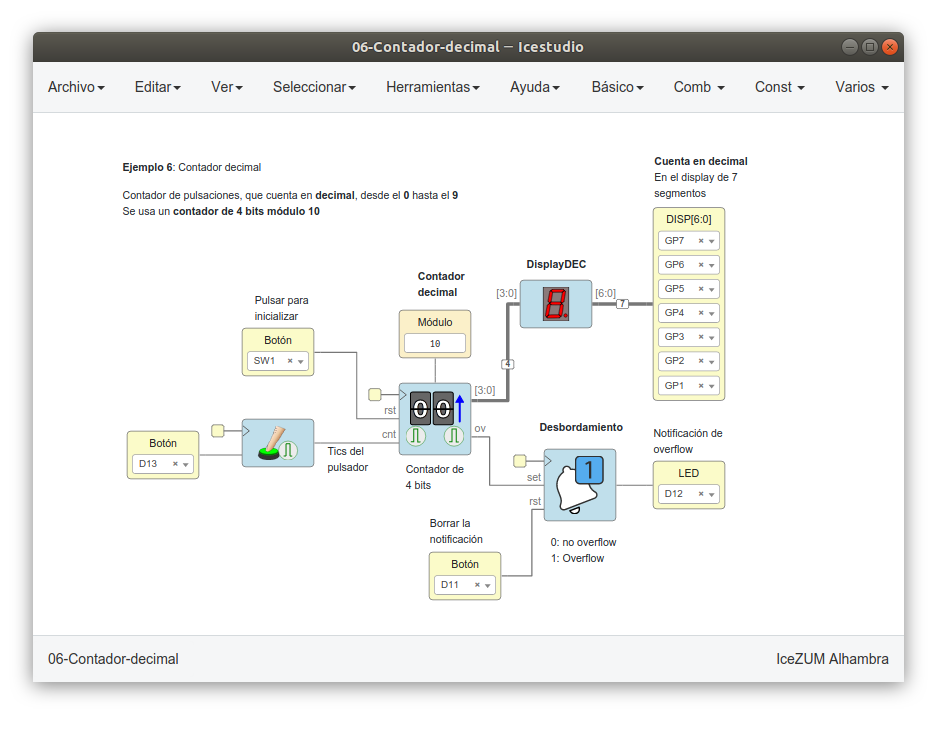 06-Contador-decimal — Icestudio
Archivo Editar Ver Seleccionar Herramientas Ayuda Básico Comb Const Varios
Ejemplo 6: Contador decimal
Contador de pulsaciones, que cuenta en decimal, desde el 0 hasta el 9
Se usa un contador de 4 bits módulo 10
Cuenta en decimal
En el display de 7
segmentos
DISP[6:0]
GP7
GP6
GP5
GP4
GP3
GP2
GP1
DisplayDEC
[3:0]
8.
[6:0]
7
4
Contador
decimal
Módulo
10
Pulsar para
inicializar
Botón
SW1
rst
cnt
00
[3:0]
ov
Contador de
4 bits
Botón
D13
Tics del
pulsador
Desbordamiento
set
rst
1
0: no overflow
1: Overflow
Notificación de
overflow
LED
D12
Borrar la
notificación
Botón
D11
06-Contador-decimal
IceZUM Alhambra